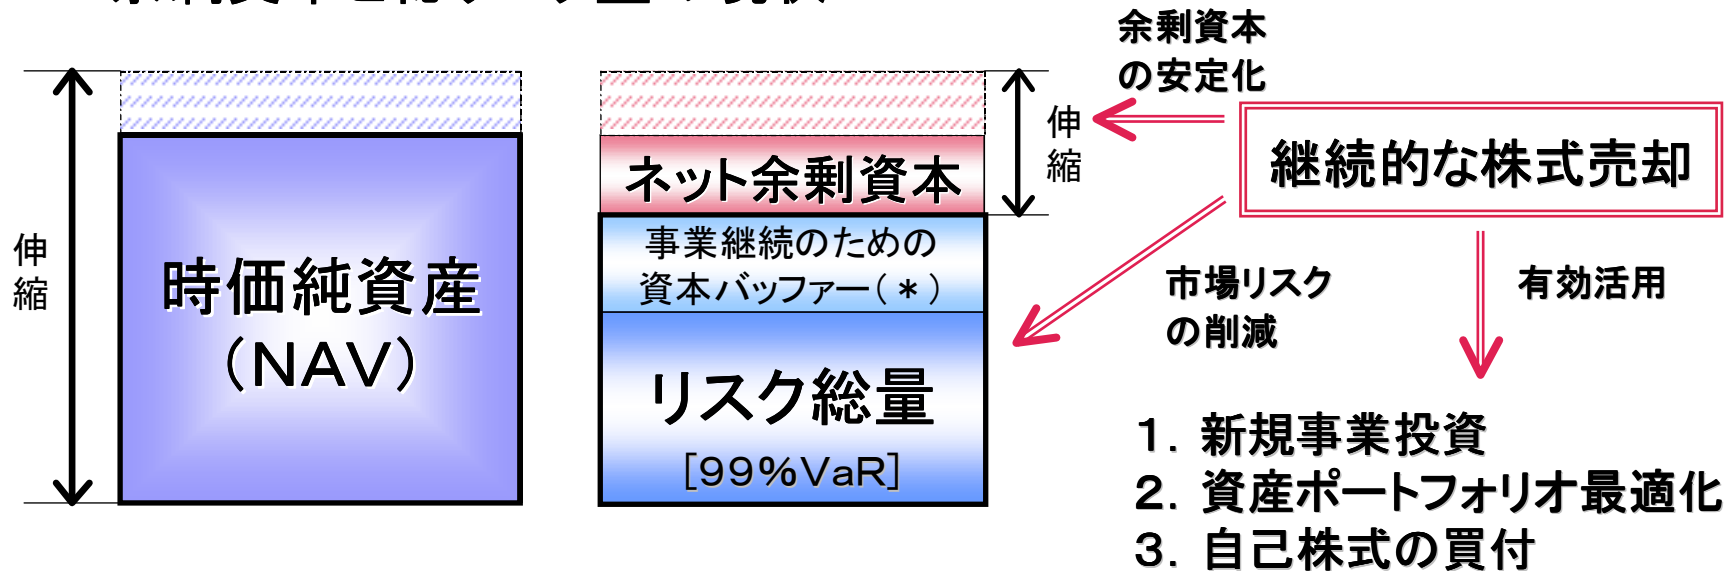 余剰資本
の安定化
伸
縮
継続的な株式売却
ネット余剰資本
事業継続のための
資本バッファー（＊）
伸
縮
時価純資産
（NAV）
市場リスク
の削減
有効活用
リスク総量
[99%VaR]
1. 新規事業投資
2. 資産ポートフォリオ最適化
3. 自己株式の買付